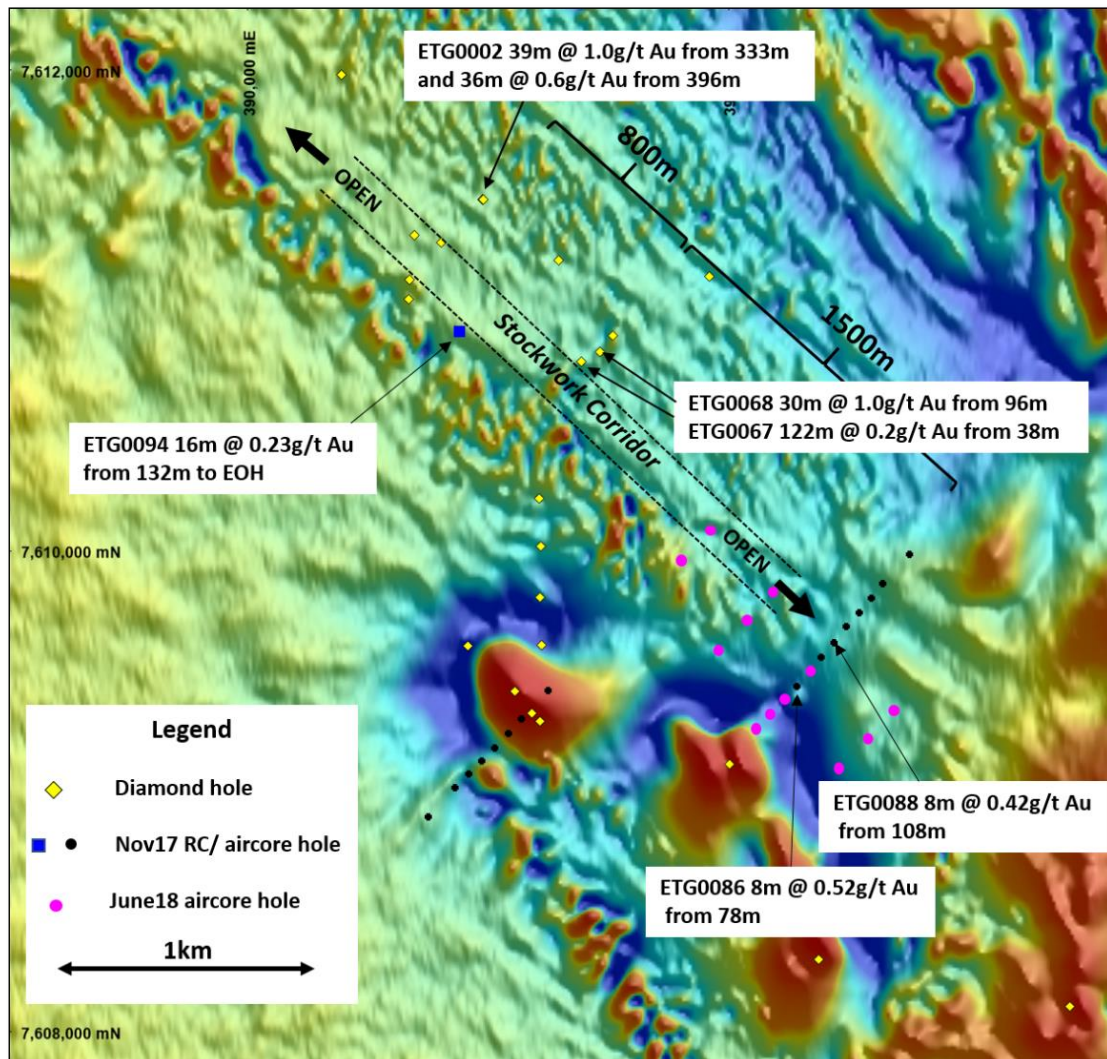 ETG0002 39m @ 1.0g/t Au from 333m
and 36m @ 0.6g/t Au from 396m
7,612,000 mN
390,000 mE
800m
OPEN
1500m
Stockwork Corridor
ETG0068 30m @ 1.0g/t Au from 96m
ETG0067 122m @ 0.2g/t Au from 38m
ETG0094 16m @ 0.23g/t Au
from 132m to EOH
7,610,000 mN
OPEN
Legend
Diamond hole
Nov17 RC/ aircore hole
June18 aircore hole
1km
ETG0088 8m @ 0.42g/t Au
from 108m
ETG0086 8m @ 0.52g/t Au
from 78m
7,608,000 mN